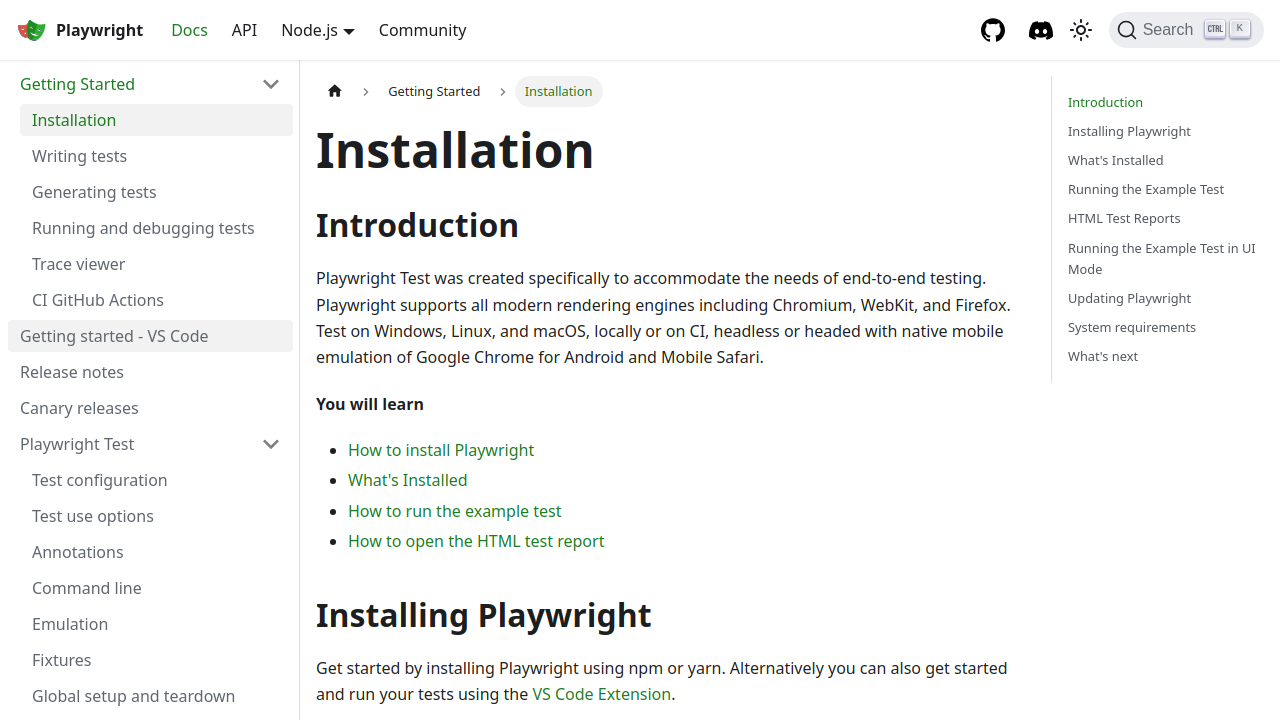 Playwright
Docs
API
Node.js
Community
Search
CTRL
K
Getting Started
Installation
Writing tests
Generating tests
Running and debugging tests
Trace viewer
CI GitHub Actions
Getting started - VS Code
Release notes
Canary releases
Playwright Test
Test configuration
Test use options
Annotations
Command line
Emulation
Fixtures
Global setup and teardown
Getting Started
Installation
Installation
Introduction
Playwright Test was created specifically to accommodate the needs of end-to-end testing.
Playwright supports all modern rendering engines including Chromium, WebKit, and Firefox.
Test on Windows, Linux, and macOS, locally or on CI, headless or headed with native mobile
emulation of Google Chrome for Android and Mobile Safari.
You will learn
How to install Playwright
What's Installed
How to run the example test
How to open the HTML test report
Installing Playwright
Get started by installing Playwright using npm or yarn. Alternatively you can also get started
and run your tests using the VS Code Extension.
Introduction
Installing Playwright
What's Installed
Running the Example Test
HTML Test Reports
Running the Example Test in UI
Mode
Updating Playwright
System requirements
What's next